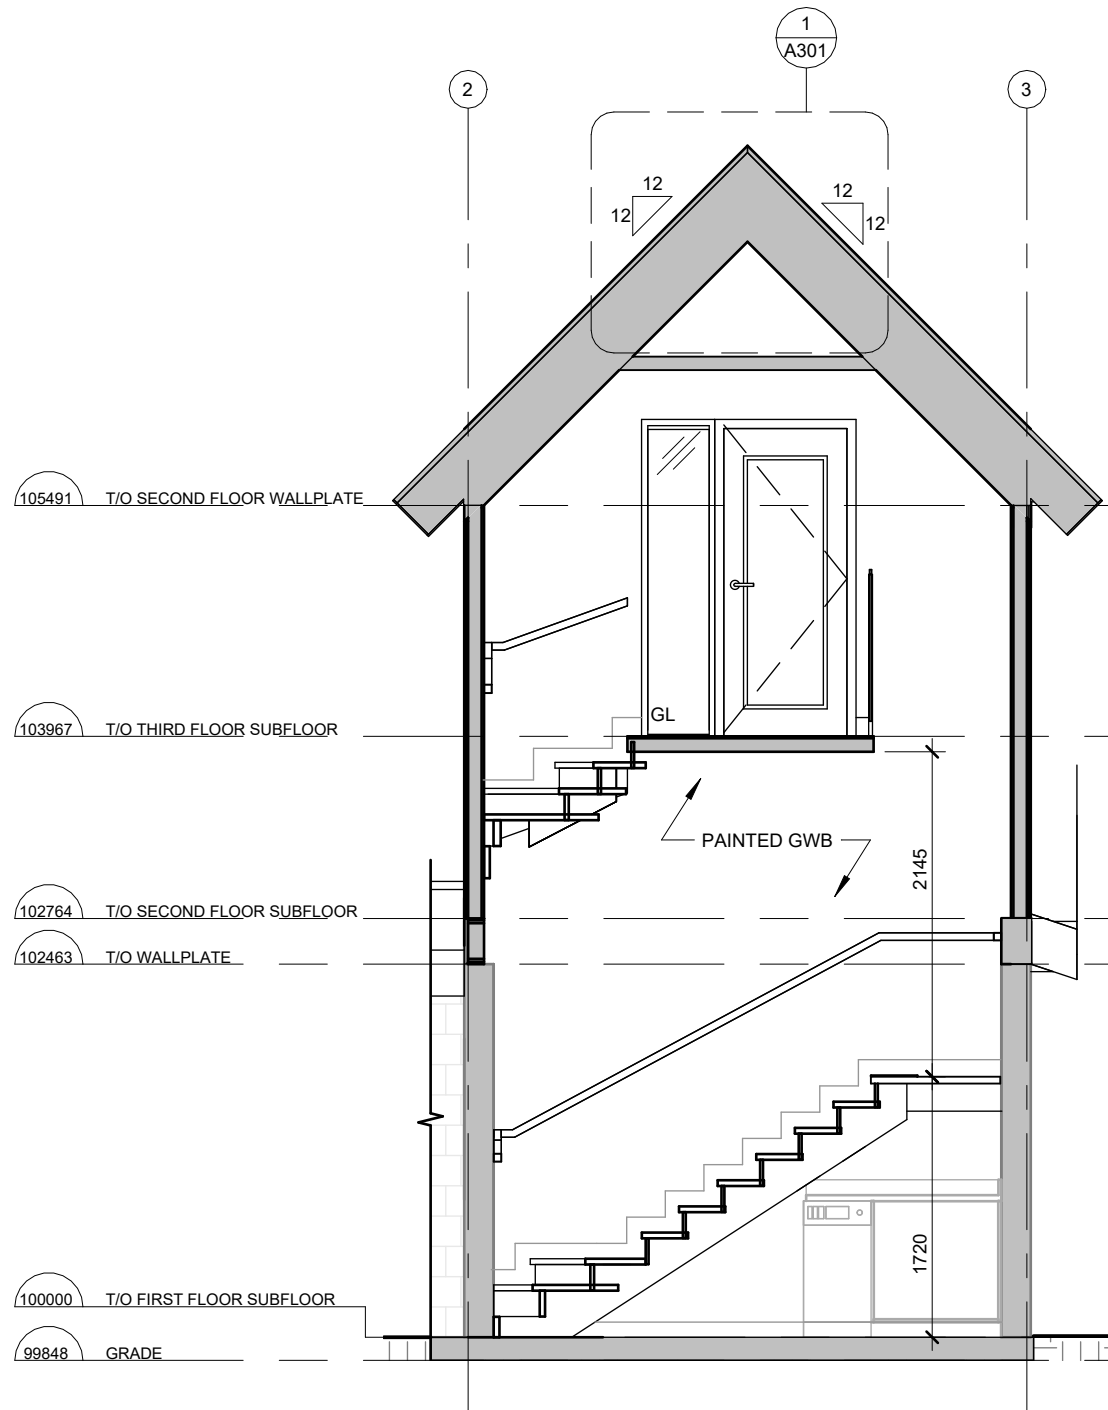 1
A301
2
3
12
12
12
12
105491 T/O SECOND FLOOR WALLPLATE
GL
103967 T/O THIRD FLOOR SUBFLOOR
PAINTED GWB
2145
102764 T/O SECOND FLOOR SUBFLOOR
102463 T/O WALLPLATE
1720
100000 T/O FIRST FLOOR SUBFLOOR
99848 GRADE